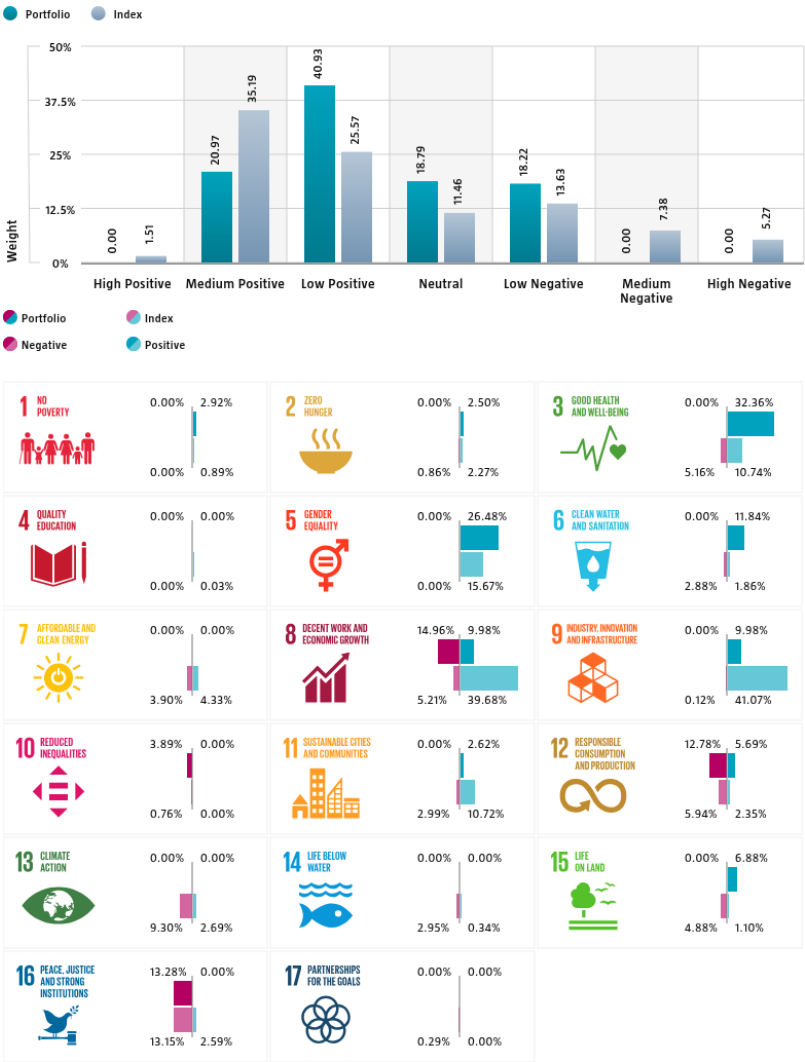 Portfolio Index
50%
37.5%
25%
12.5%
0%
Weight
0.00 1.51
20.97 35.19
40.93 25.57
18.79 11.46
18.22 13.63
0.00 7.38
0.00 5.27
High Positive Medium Positive Low Positive Neutral Low Negative Medium High Negative
Negative
Portfolio Index
Negative Positive
1 NO
POVERTY
0.00% 2.92%
0.00% 0.89%
2 ZERO
HUNGER
0.00% 2.50%
0.86% 2.27%
3 GOOD HEALTH
AND WELL-BEING
0.00% 32.36%
5.16% 10.74%
4 QUALITY
EDUCATION
0.00% 0.00%
0.00% 0.03%
5 GENDER
EQUALITY
0.00% 26.48%
0.00% 15.67%
6 CLEAN WATER
AND SANITATION
0.00% 11.84%
2.88% 1.86%
7 AFFORDABLE AND
CLEAN ENERGY
0.00% 0.00%
3.90% 4.33%
8 DECENT WORK AND
ECONOMIC GROWTH
14.96% 9.98%
5.21% 39.68%
9 INDUSTRY, INNOVATION
AND INFRASTRUCTURE
0.00% 9.98%
0.12% 41.07%
10 REDUCED
INEQUALITIES
3.89% 0.00%
0.76% 0.00%
11 SUSTAINABLE CITIES
AND COMMUNITIES
0.00% 2.62%
2.99% 10.72%
12 RESPONSIBLE
CONSUMPTION
AND PRODUCTION
12.78% 5.69%
5.94% 2.35%
13 CLIMATE
ACTION
0.00% 0.00%
9.30% 2.69%
14 LIFE BELOW
WATER
0.00% 0.00%
2.95% 0.34%
15 LIFE
ON LAND
0.00% 6.88%
4.88% 1.10%
16 PEACE, JUSTICE
AND STRONG
INSTITUTIONS
13.28% 0.00%
13.15% 2.59%
17 PARTNERSHIPS
FOR THE GOALS
0.00% 0.00%
0.29% 0.00%